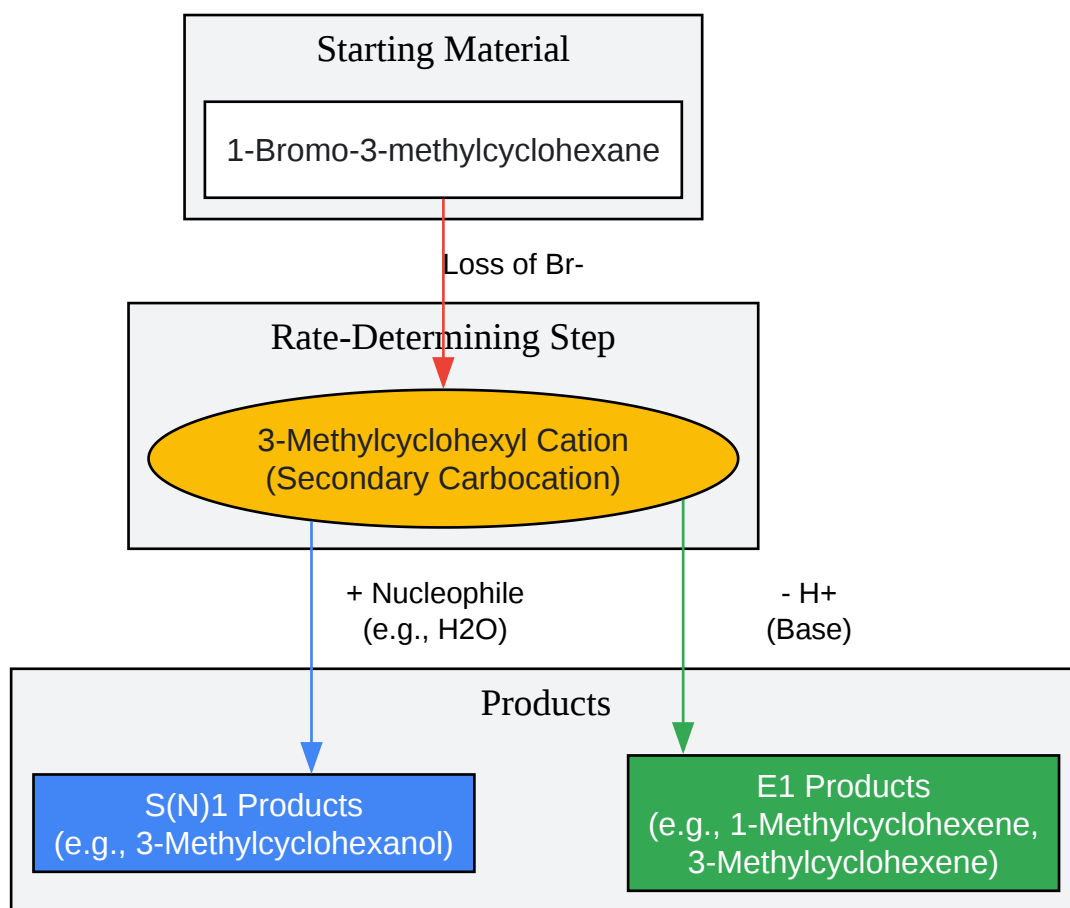 Starting Material
1-Bromo-3-methylcyclohexane
Loss of Br-
Rate-Determining Step
3-Methylcyclohexyl Cation
(Secondary Carbocation)
+ Nucleophile
(e.g., H2O)
- H+
(Base)
Products
S(N)1 Products
(e.g., 3-Methylcyclohexanol)
E1 Products
(e.g., 1-Methylcyclohexene,
3-Methylcyclohexene)